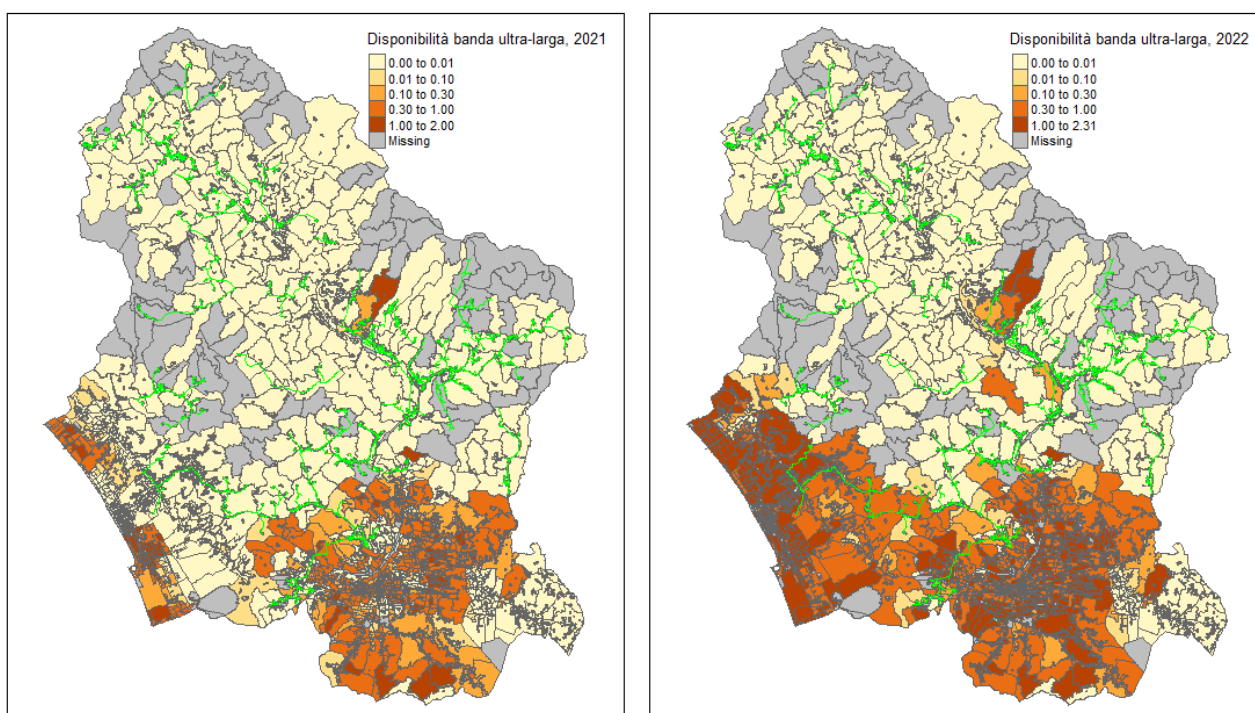 Disponibilità banda ultra-larga, 2021
0.00 to 0.01
0.01 to 0.10
0.10 to 0.30
0.30 to 1.00
1.00 to 2.00
Missing
Disponibilità banda ultra-larga, 2022
0.00 to 0.01
0.01 to 0.10
0.10 to 0.30
0.30 to 1.00
1.00 to 2.31
Missing